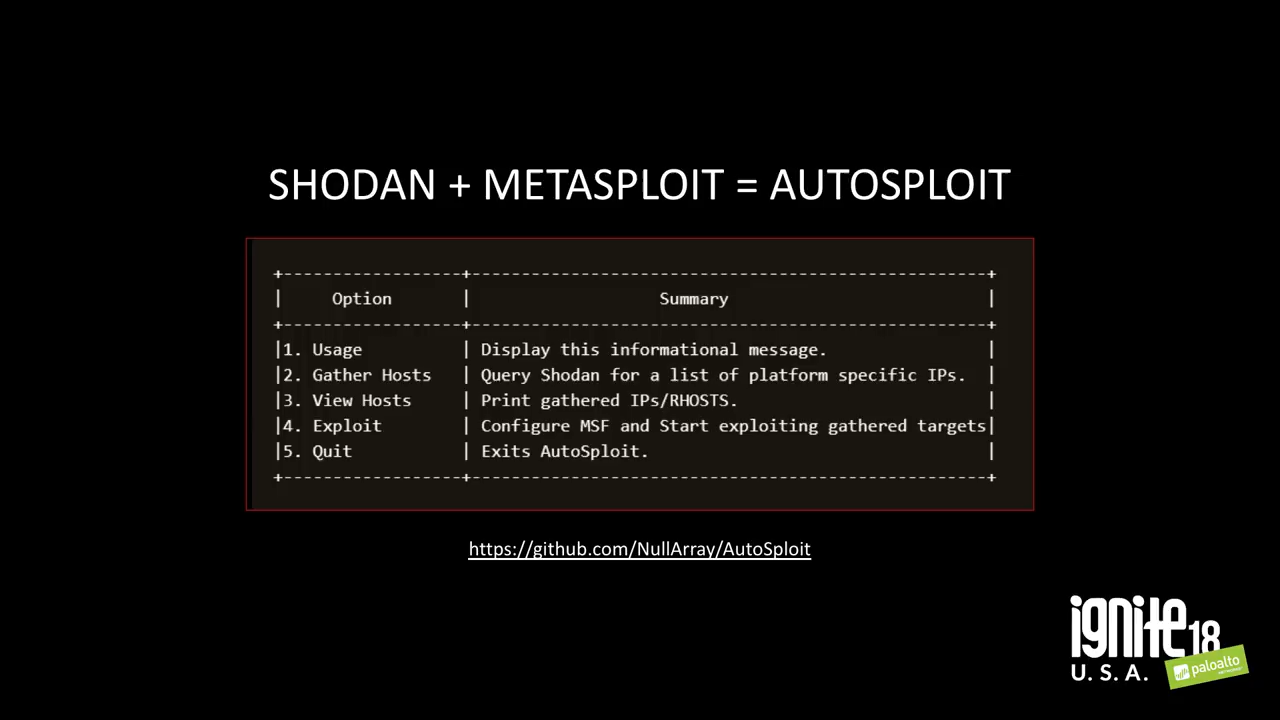 SHODAN + METASPLOIT = AUTOSPLOIT
+------------------+----------------------------------------------------+
|     Option       |                   Summary                          |
+------------------+----------------------------------------------------+
|1. Usage          | Display this informational message.                |
|2. Gather Hosts   | Query Shodan for a list of platform specific IPs.  |
|3. View Hosts     | Print gathered IPs/RHOSTS.                         |
|4. Exploit        | Configure MSF and Start exploiting gathered targets|
|5. Quit           | Exits AutoSploit.                                  |
+------------------+----------------------------------------------------+
https://github.com/NullArray/AutoSploit
ignite18
U.S.A.
paloalto